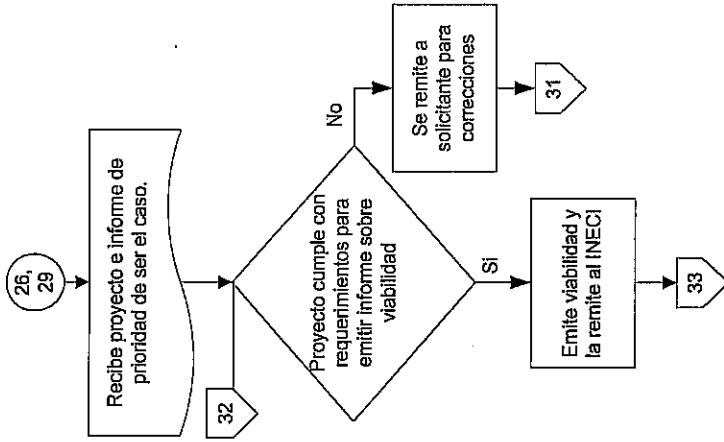 26,
29
Recibe proyecto e informe de
prioridad de ser el caso.
32
Proyecto cumple con
requerimientos para
emitir informe sobre
viabilidad
No
Se remite a
solicitante para
correcciones
31
Si
Emite viabilidad y
la remite al INECI
33